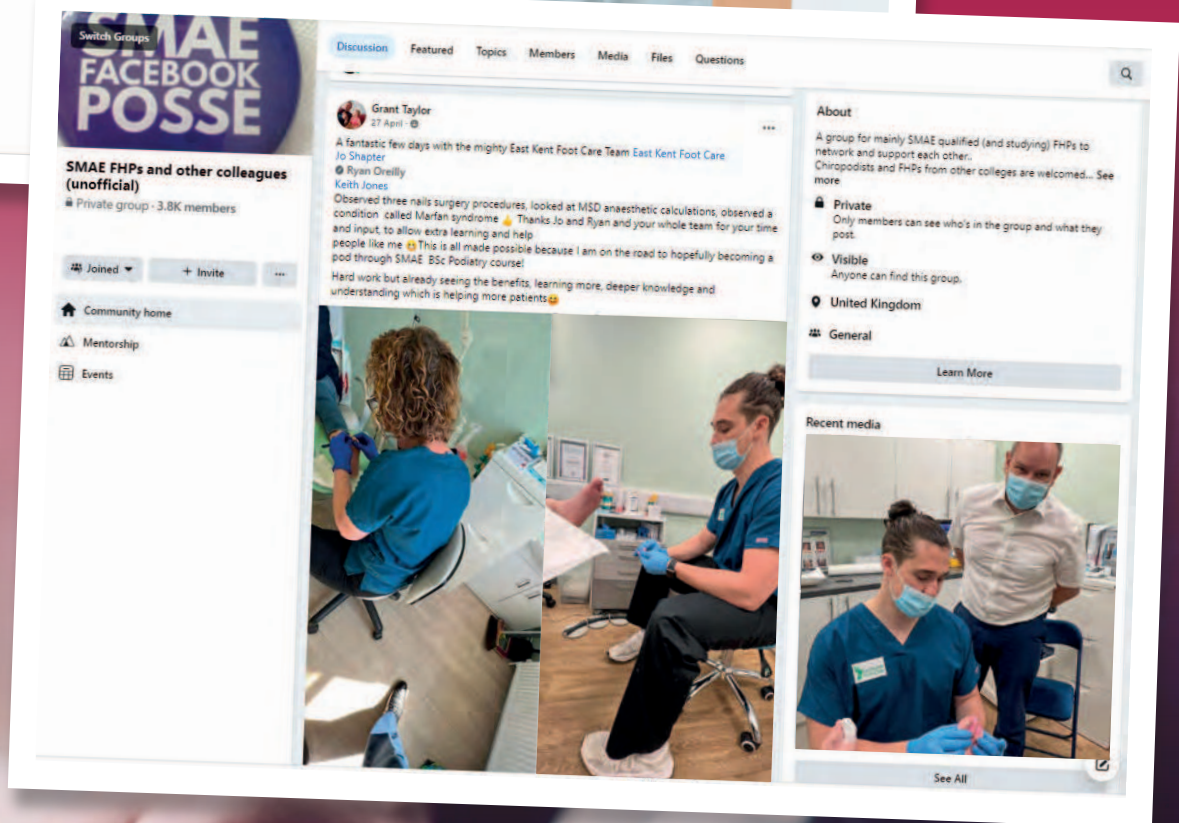 Switch Groups
SMAE
FACEBOOK
POSSE
SMAE FHPs and other colleagues
(unofficial)
Private group · 3.8K members
Joined
+ Invite
...
Community home
Mentorship
Events
Discussion
Featured
Topics
Members
Media
Files
Questions
Grant Taylor
27 April ·
...
A fantastic few days with the mighty East Kent Foot Care Team East Kent Foot Care
Jo Shapter
Ryan Oreilly
Keith Jones
Observed three nails surgery procedures, looked at MSD anaesthetic calculations, observed a
condition called Marfan syndrome 👍 Thanks Jo and Ryan and your whole team for your time
and input, to allow extra learning and help
people like me 😁This is all made possible because I am on the road to hopefully becoming a
pod through SMAE BSc Podiatry course!
Hard work but already seeing the benefits, learning more, deeper knowledge and
understanding which is helping more patients😀
About
A group for mainly SMAE qualified (and studying) FHPs to
network and support each other..
Chiropodists and FHPs from other colleges are welcomed... See
more
Private
Only members can see who's in the group and what they
post.
Visible
Anyone can find this group.
United Kingdom
General
Learn More
Recent media
See All